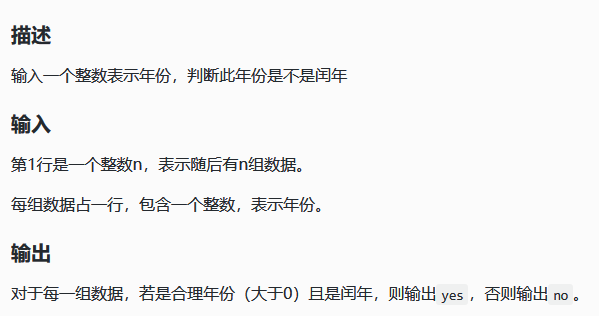 描述
输入一个整数表示年份，判断此年份是不是闰年
输入
第1行是一个整数n，表示随后有n组数据。
每组数据占一行，包含一个整数，表示年份。
输出
对于每一组数据，若是合理年份（大于0）且是闰年，则输出 yes ，否则输出 no 。